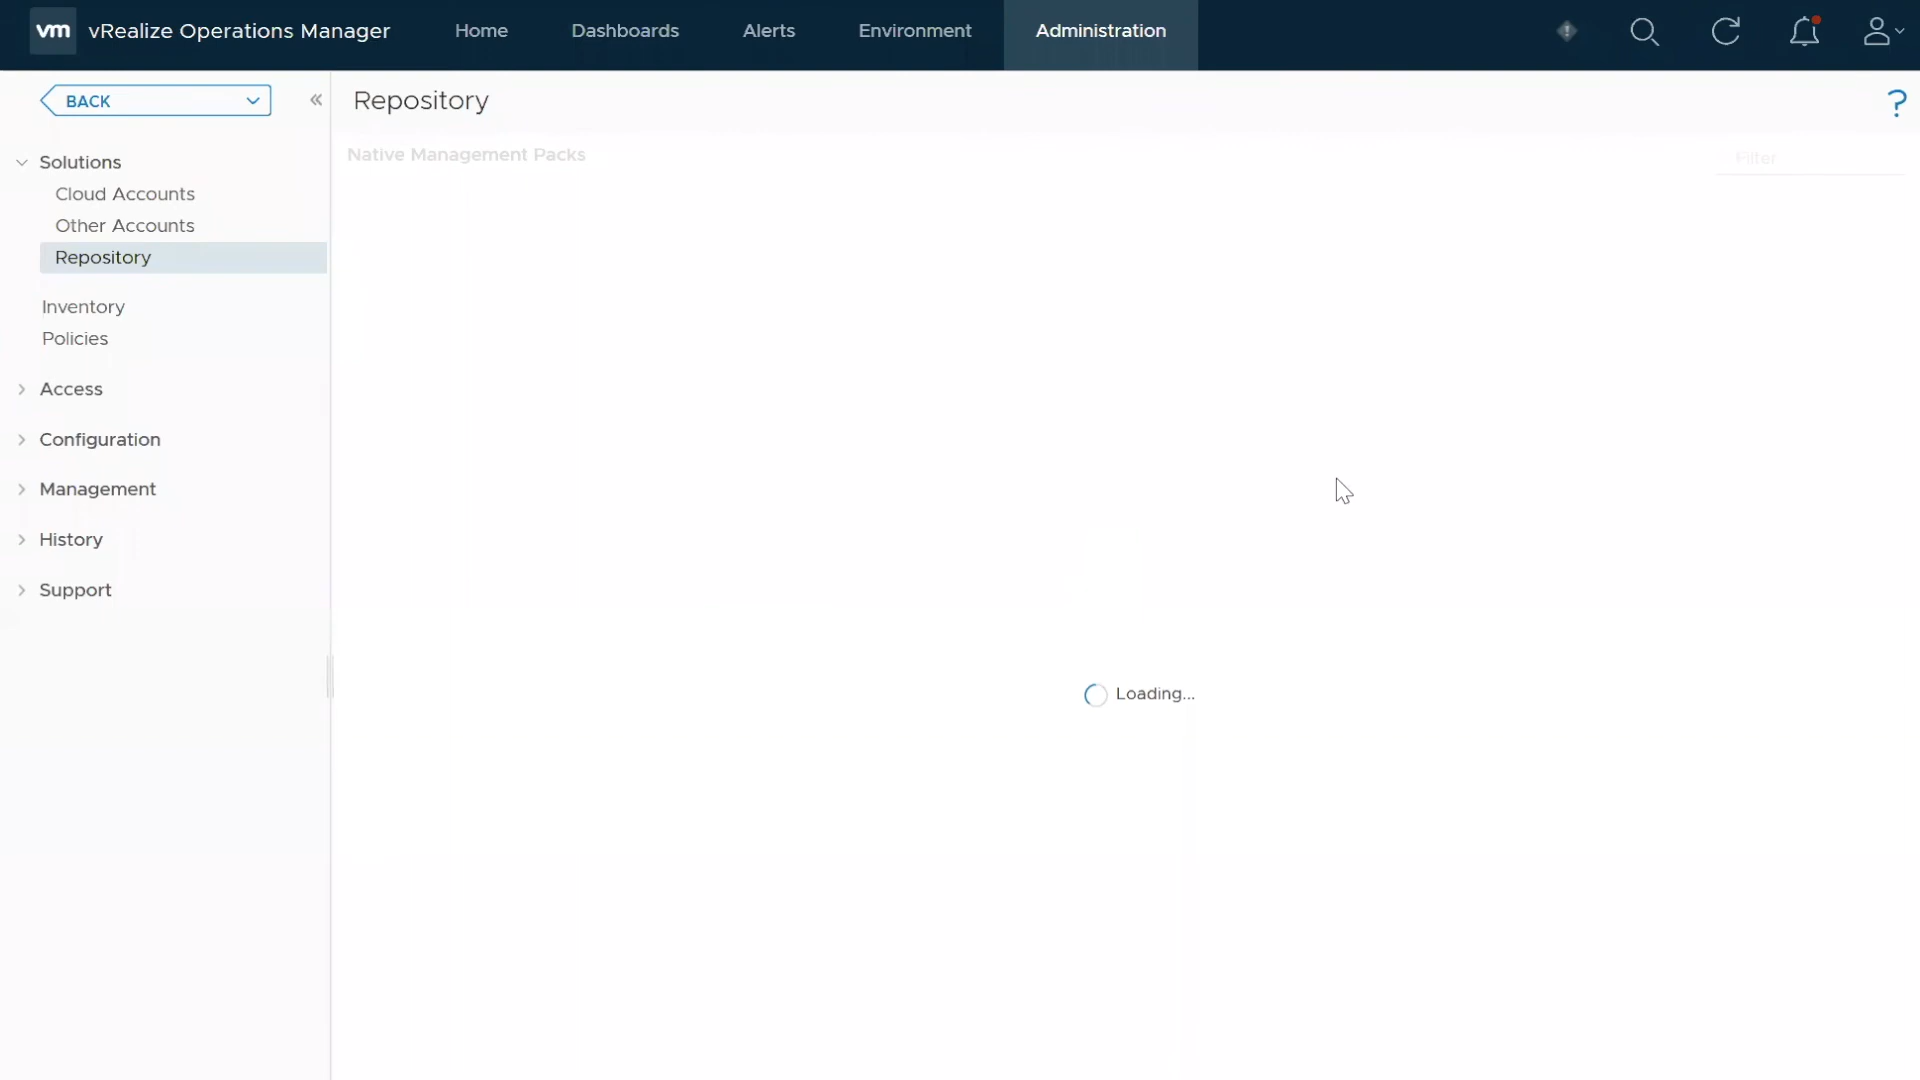 vm vRealize Operations Manager Home Dashboards Alerts Environment Administration
BACK
Repository
?
Native Management Packs
Filter
Solutions
Cloud Accounts
Other Accounts
Repository
Inventory
Policies
Access
Configuration
Management
History
Support
Loading...